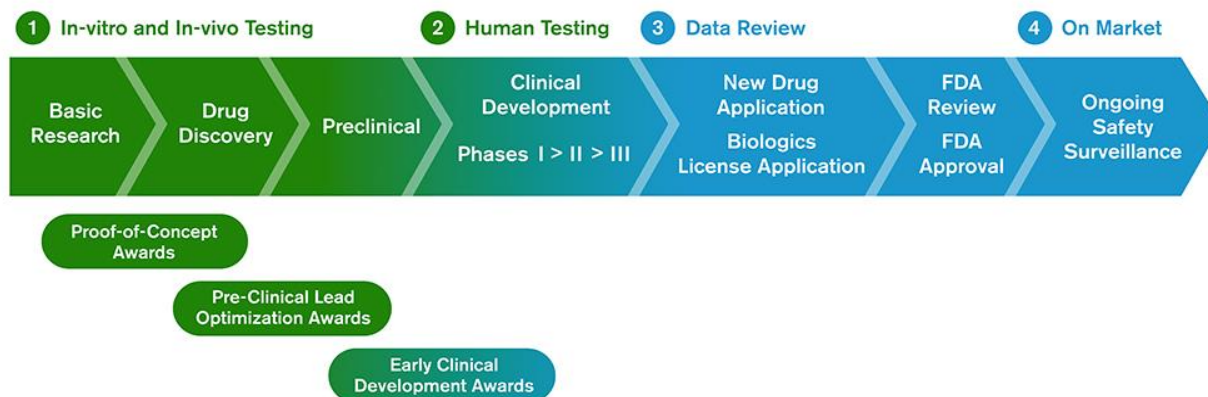 1 In-vitro and In-vivo Testing
2 Human Testing
3 Data Review
4 On Market
Basic
Research
Drug
Discovery
Preclinical
Clinical
Development
Phases I > II > III
New Drug
Application
Biologics
License Application
FDA
Review
FDA
Approval
Ongoing
Safety
Surveillance
Proof-of-Concept
Awards
Pre-Clinical Lead
Optimization Awards
Early Clinical
Development Awards